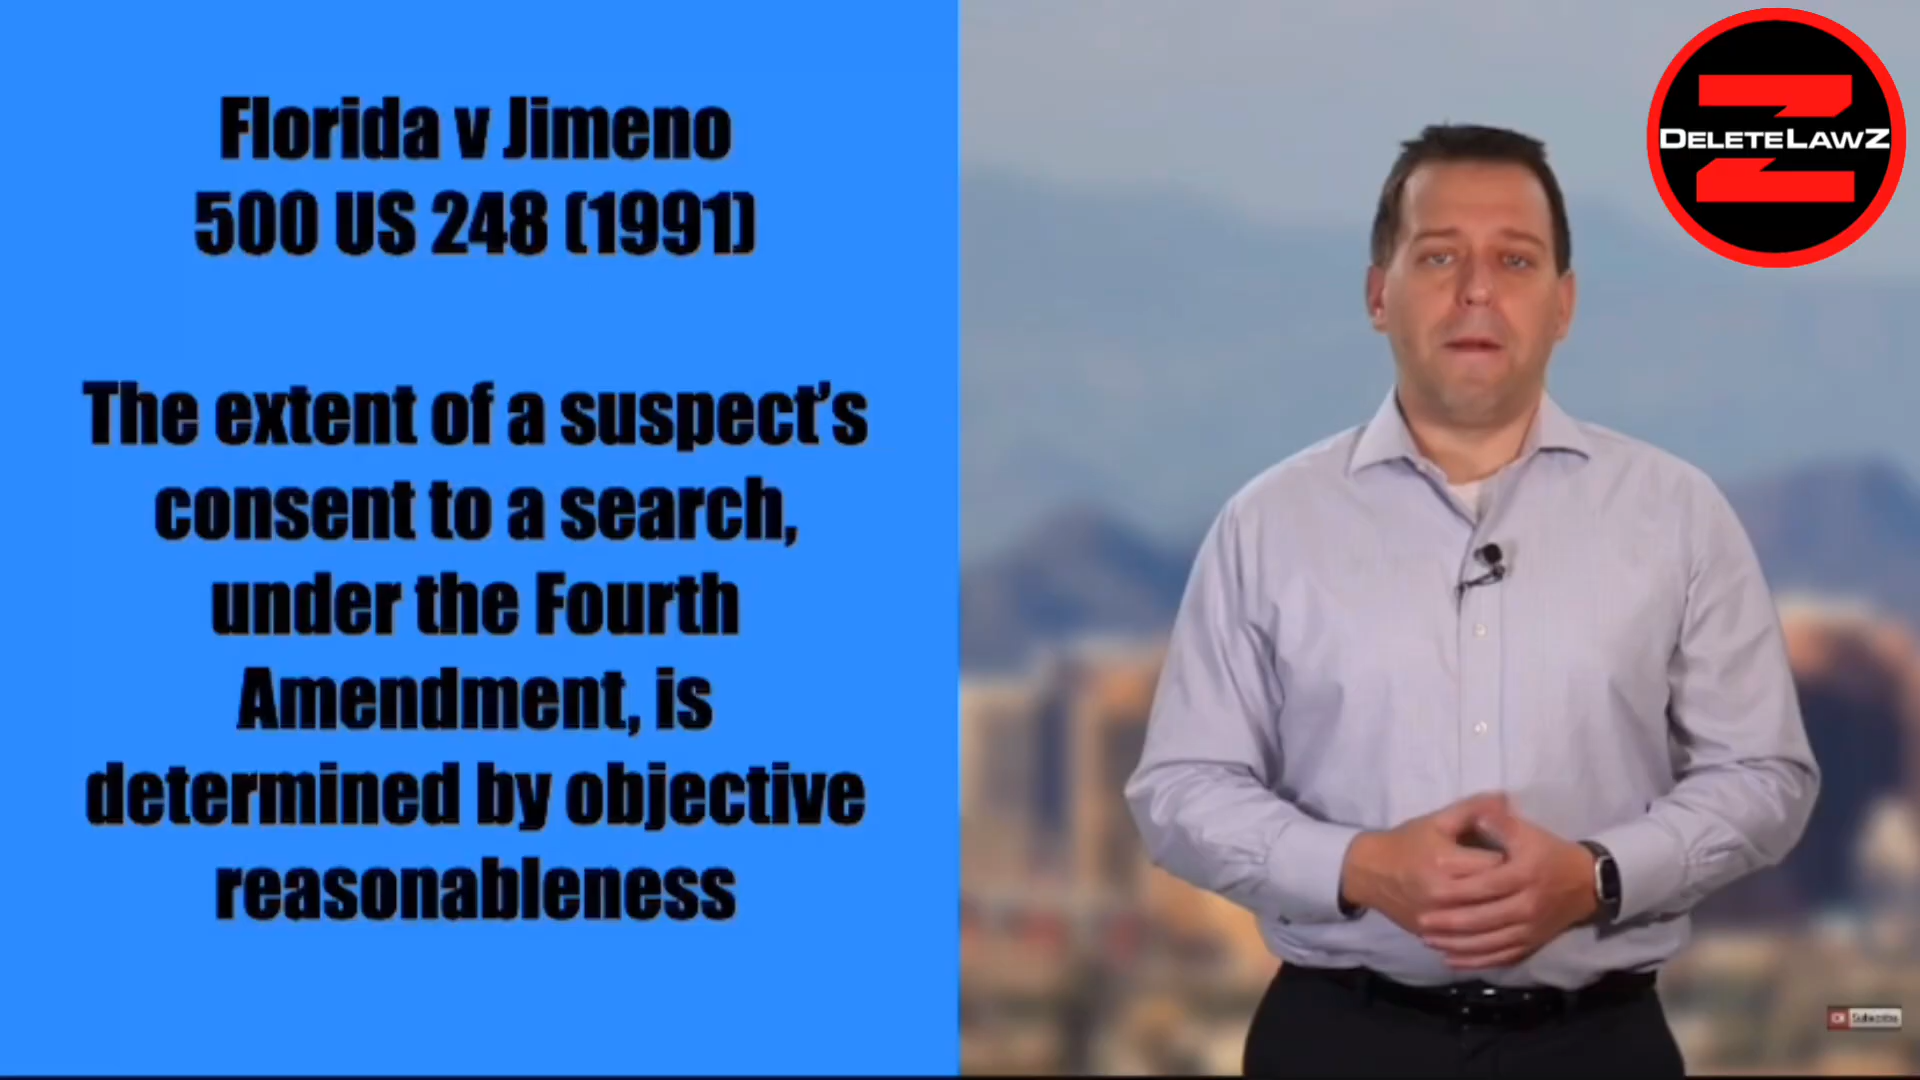 Florida v Jimeno
500 US 248 (1991)
The extent of a suspect's
consent to a search,
under the Fourth
Amendment, is
determined by objective
reasonableness
DELETELAWZ
Subscribe